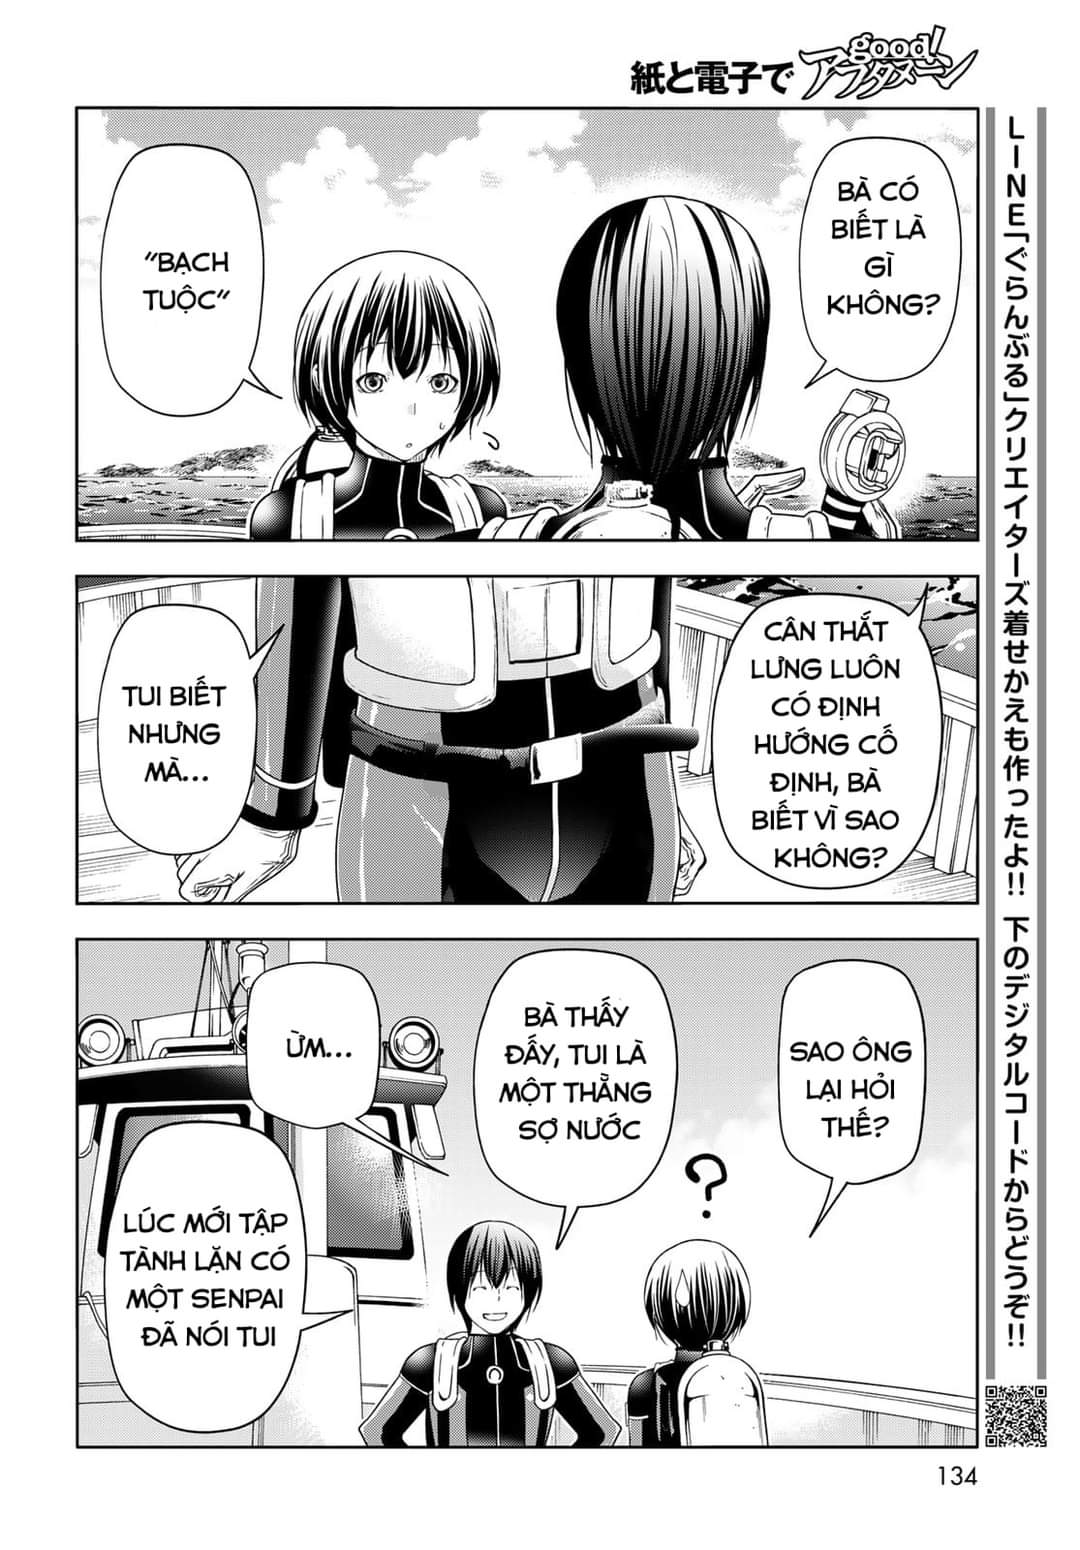 紙と電子で
good!
アフタヌーン
BÀ CÓ
BIẾT LÀ
GÌ
KHÔNG?
“BẠCH
TUỘC”
CÂN THẮT
LƯNG LUÔN
CÓ ĐỊNH
HƯỚNG CỐ
ĐỊNH, BÀ
BIẾT VÌ SAO
KHÔNG?
TUI BIẾT
NHƯNG
MÀ...
SAO ÔNG
LẠI HỎI
THẾ?
?
BÀ THẤY
ĐẤY, TUI LÀ
MỘT THẰNG
SỢ NƯỚC
ỪM...
LÚC MỚI TẬP
TÀNH LẶN CÓ
MỘT SENPAI
ĐÃ NÓI TUI
LINE「ぐらんぶる」クリエイターズ着せかえも作ったよ!! 下のデジタルコードからどうぞ!!
134